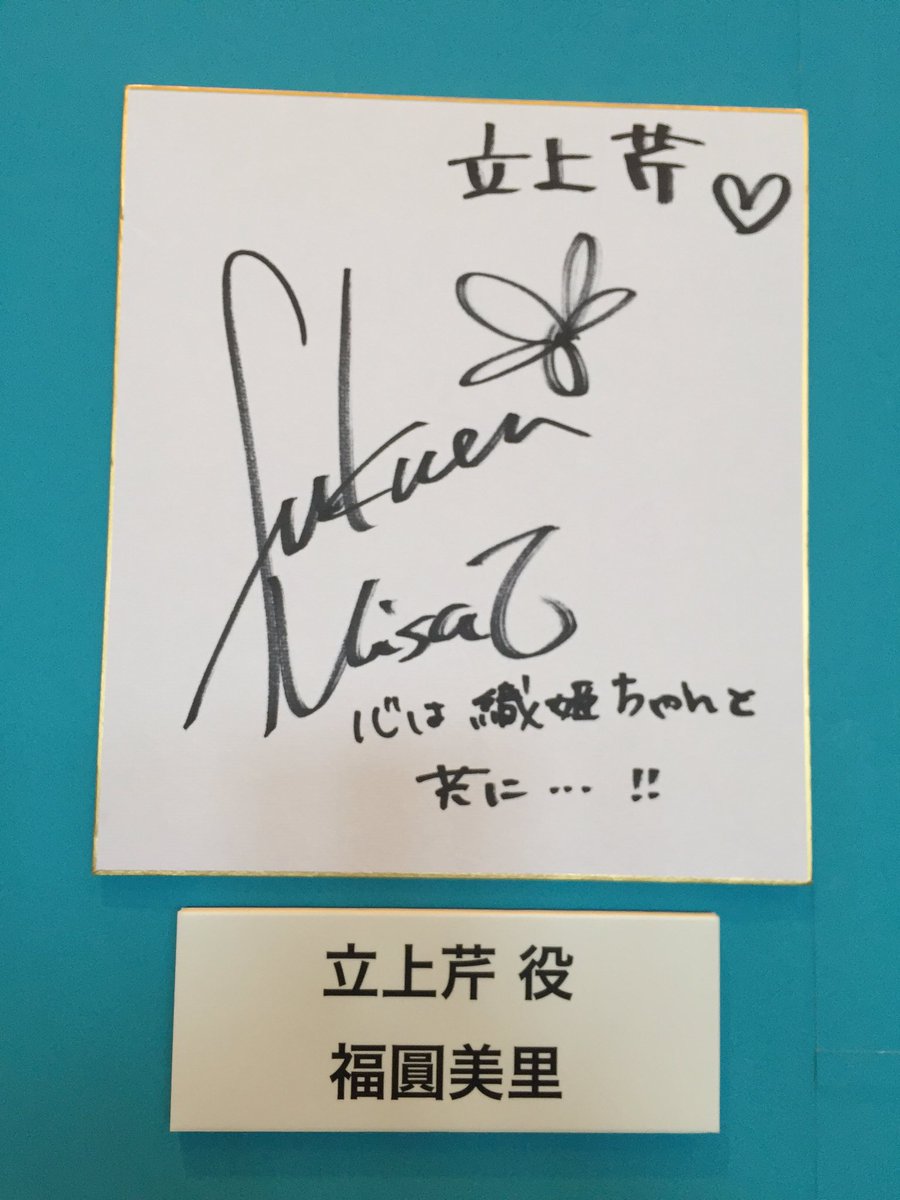 立上芹♡
Fukuen
Misato
心は織姫ちゃんと
共に…!!
立上芹 役
福圓美里